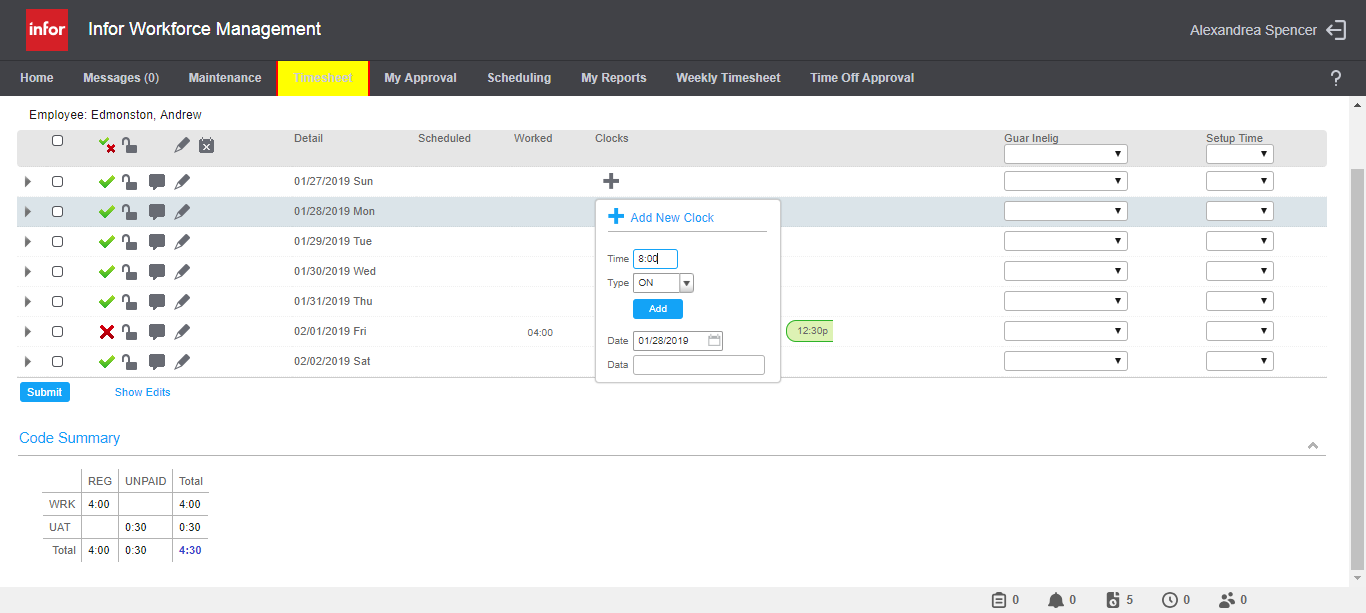 infor Infor Workforce Management Alexandrea Spencer
Home Messages (0) Maintenance Timesheet My Approval Scheduling My Reports Weekly Timesheet Time Off Approval ?
Employee: Edmonston, Andrew
Detail Scheduled Worked Clocks Guar Inelig Setup Time
01/27/2019 Sun
01/28/2019 Mon
Add New Clock
01/29/2019 Tue
Time 8:00
01/30/2019 Wed
Type ON
01/31/2019 Thu
Add
02/01/2019 Fri 04:00 12:30p
Date 01/28/2019
02/02/2019 Sat
Data
Submit Show Edits
Code Summary
REG UNPAID Total
WRK 4:00 4:00
UAT 0:30 0:30
Total 4:00 0:30 4:30
0 0 5 0 0